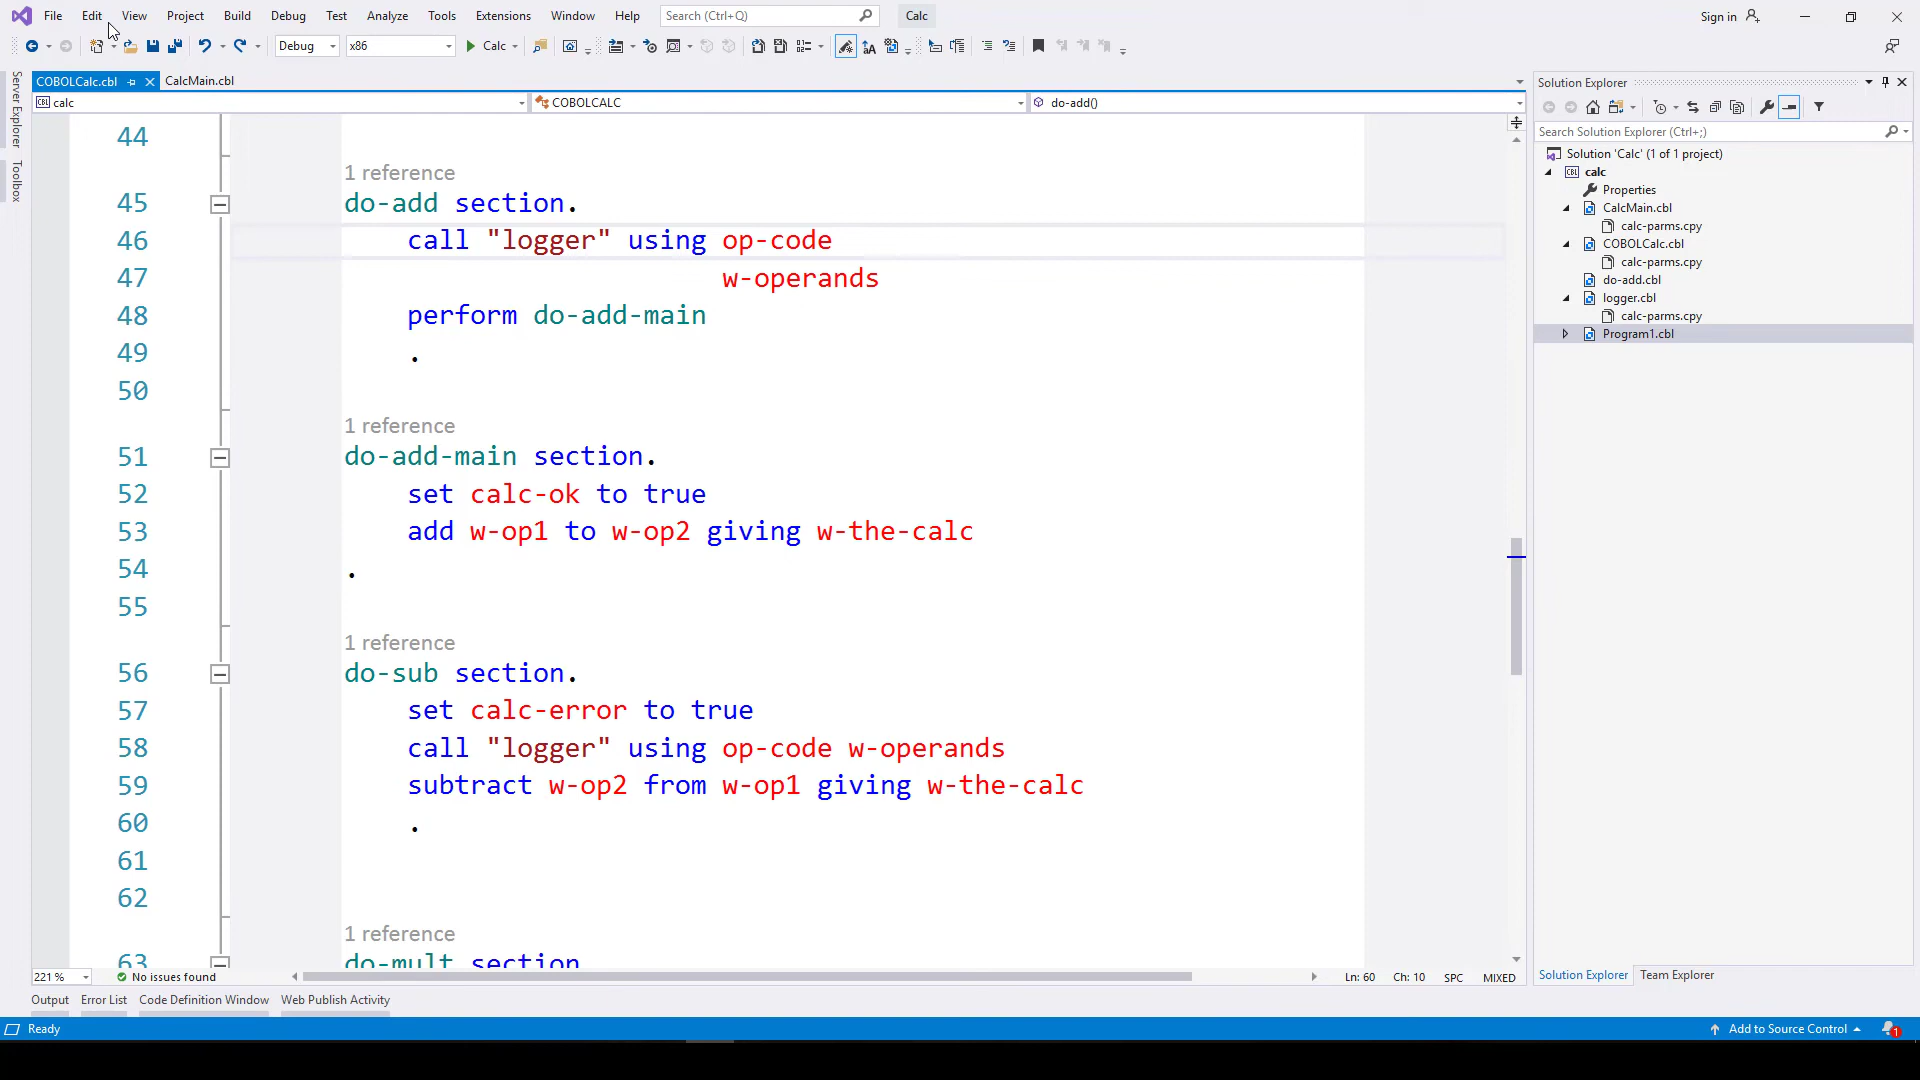 File Edit View Project Build Debug Test Analyze Tools Extensions Window Help Search (Ctrl+Q) Calc Sign in
Debug x86 Calc
Server Explorer
Toolbox
COBOLCalc.cbl CalcMain.cbl
calc COBOLCALC do-add()
44
1 reference
45 do-add section.
46 call "logger" using op-code
47 w-operands
48 perform do-add-main
49 .
50
1 reference
51 do-add-main section.
52 set calc-ok to true
53 add w-op1 to w-op2 giving w-the-calc
54 .
55
1 reference
56 do-sub section.
57 set calc-error to true
58 call "logger" using op-code w-operands
59 subtract w-op2 from w-op1 giving w-the-calc
60 .
61
62
1 reference
63 do-mult section
221 % No issues found Ln: 60 Ch: 10 SPC MIXED
Solution Explorer
Search Solution Explorer (Ctrl+;)
Solution 'Calc' (1 of 1 project)
calc
Properties
CalcMain.cbl
calc-parms.cpy
COBOLCalc.cbl
calc-parms.cpy
do-add.cbl
logger.cbl
calc-parms.cpy
Program1.cbl
Solution Explorer Team Explorer
Output Error List Code Definition Window Web Publish Activity
Ready Add to Source Control 1